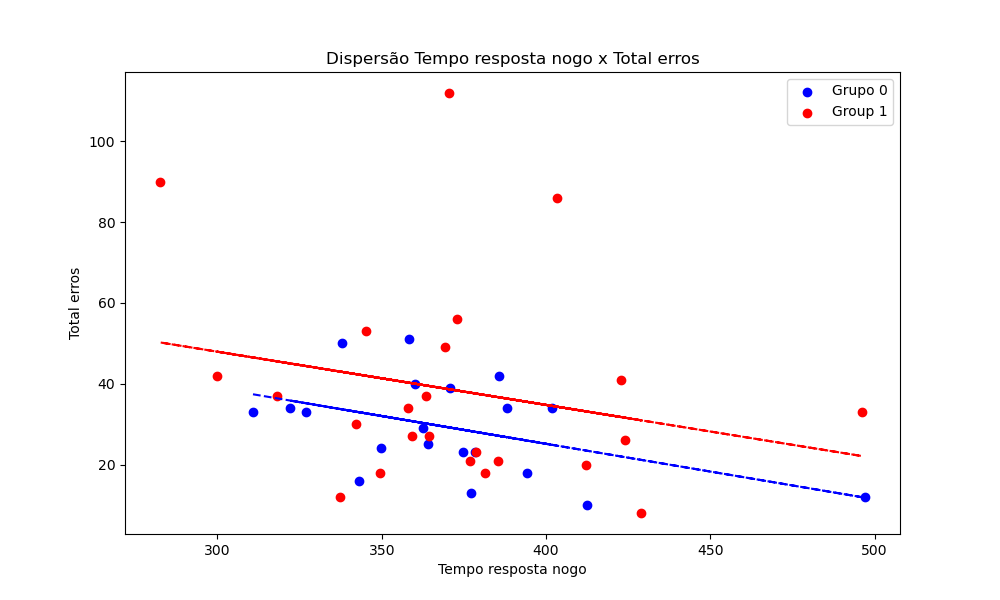 Dispersão Tempo resposta nogo x Total erros
Grupo 0
Group 1
100
80
60
40
20
Total erros
300
350
400
450
500
Tempo resposta nogo